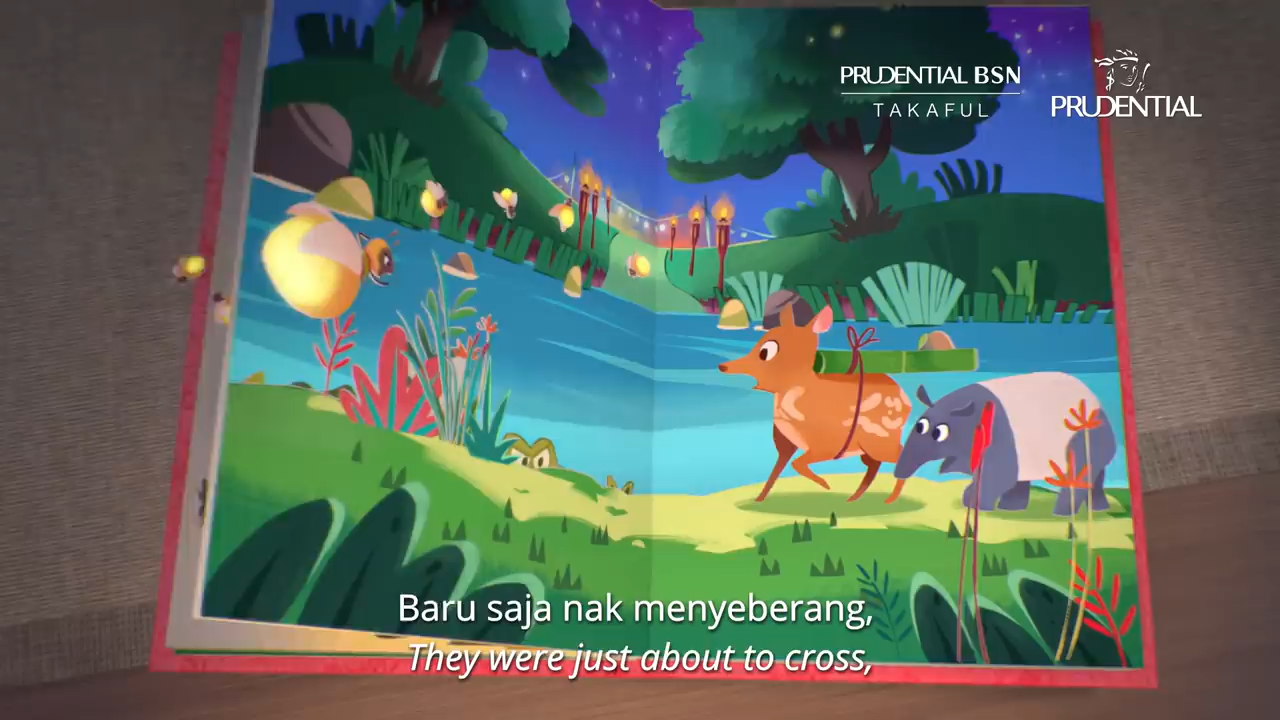 PRUDENTIAL BSN
TAKAFUL
PRUDENTIAL
Baru saja nak menyeberang,
They were just about to cross,